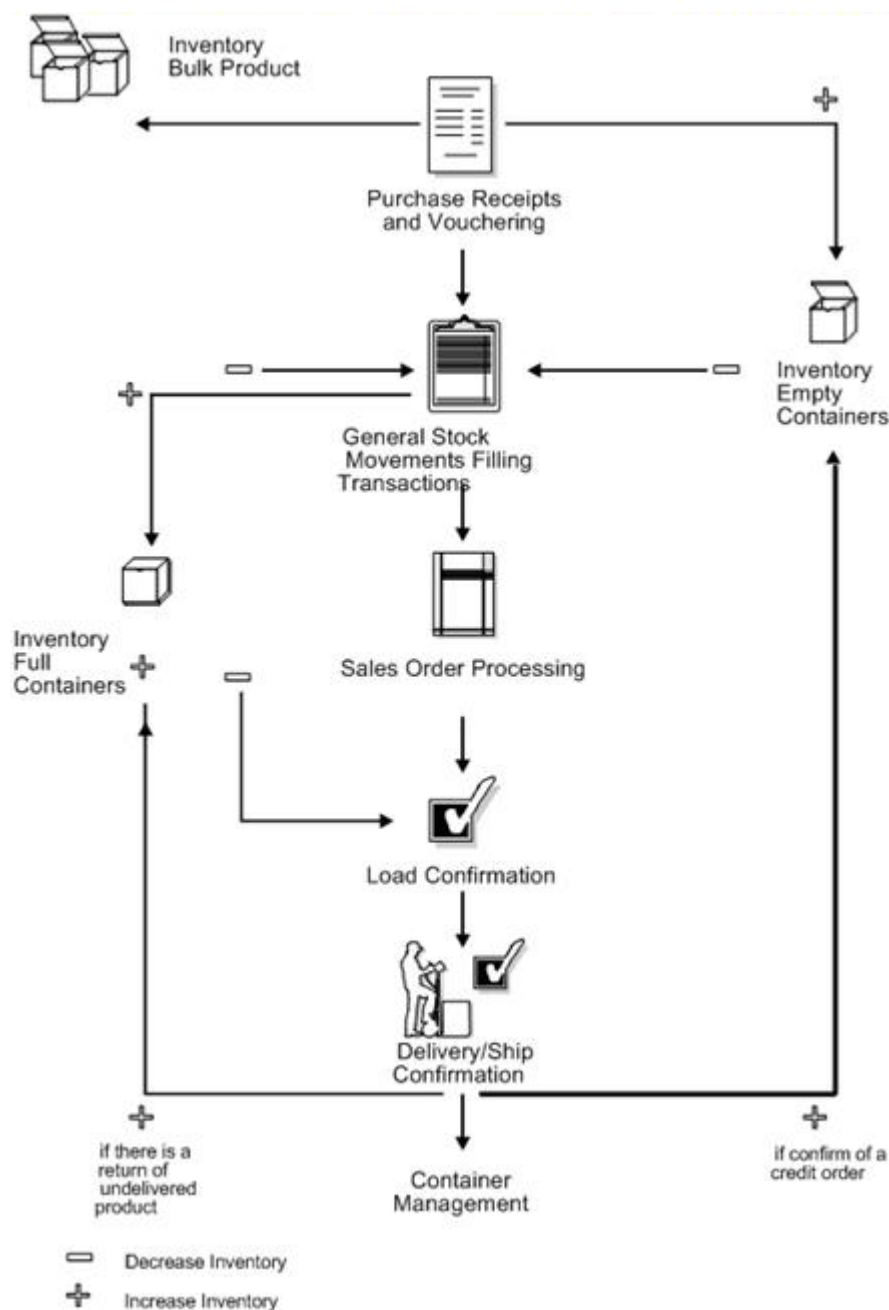 Inventory
Bulk Product
Purchase Receipts
and Vouchering
General Stock
Movements Filling
Transactions
Inventory
Empty
Containers
Inventory
Full
Containers
Sales Order Processing
Load Confirmation
Delivery/Ship
Confirmation
if there is a
return of
undelivered
product
Container
Management
if confirm of a
credit order
Decrease Inventory
Increase Inventory